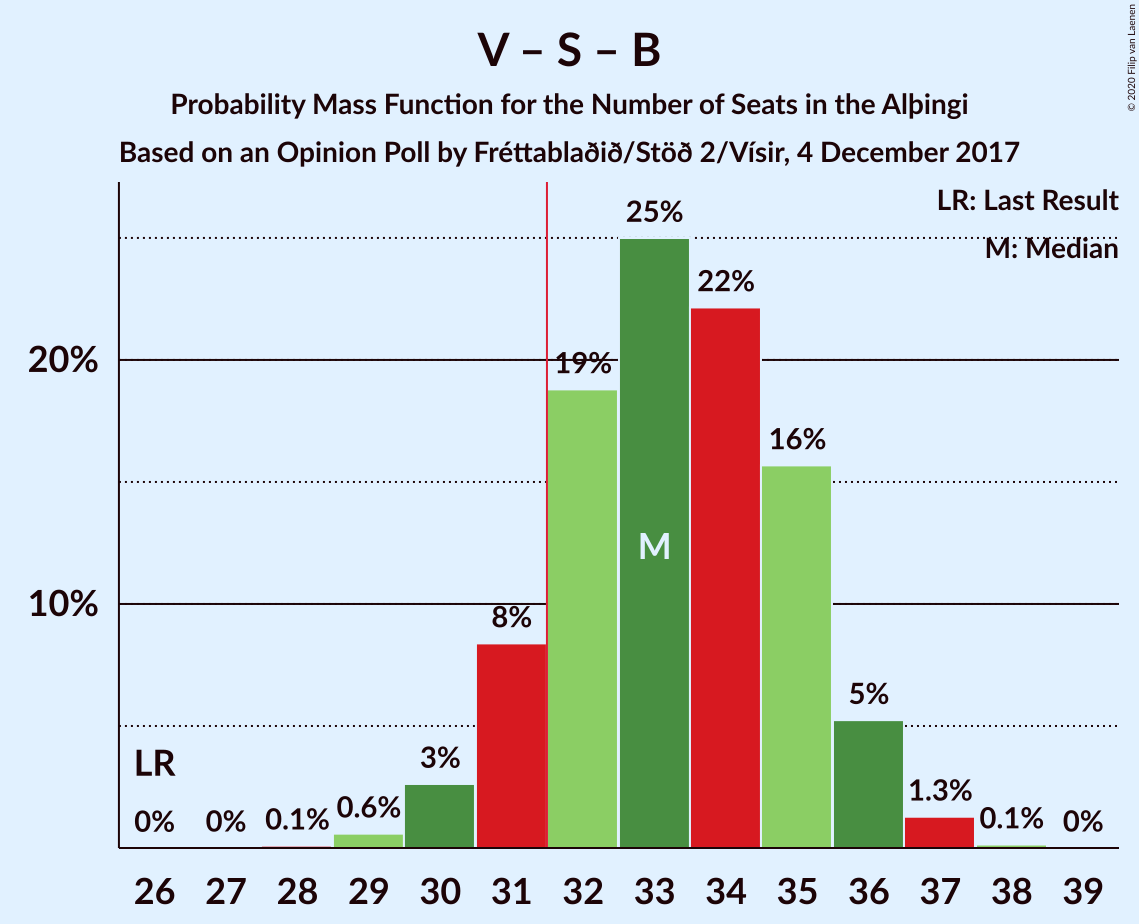 V – S – B
Probability Mass Function for the Number of Seats in the Alþingi
Based on an Opinion Poll by Fréttablaðið/Stöð 2/Vísir, 4 December 2017
© 2020 Filip van Laenen
LR: Last Result
M: Median
25%
22%
20%
19%
16%
M
10%
8%
5%
LR
3%
0%
0%
0.1%
0.6%
1.3%
0.1%
0%
26 27 28 29 30 31 32 33 34 35 36 37 38 39